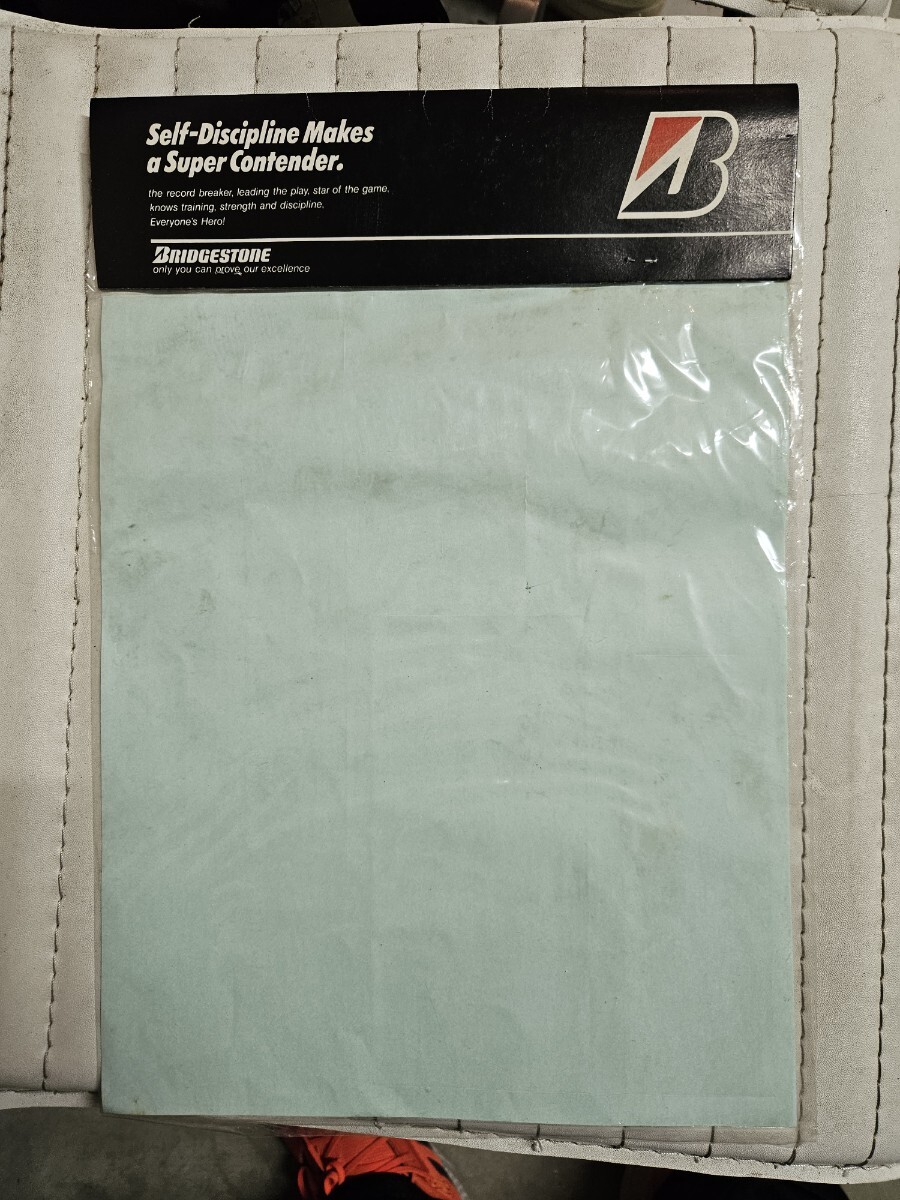 Self-Discipline Makes
a Super Contender.
the record breaker, leading the play, star of the game.
knows training, strength and discipline.
Everyone's Hero!
BRIDGESTONE
only you can prove our excellence
B